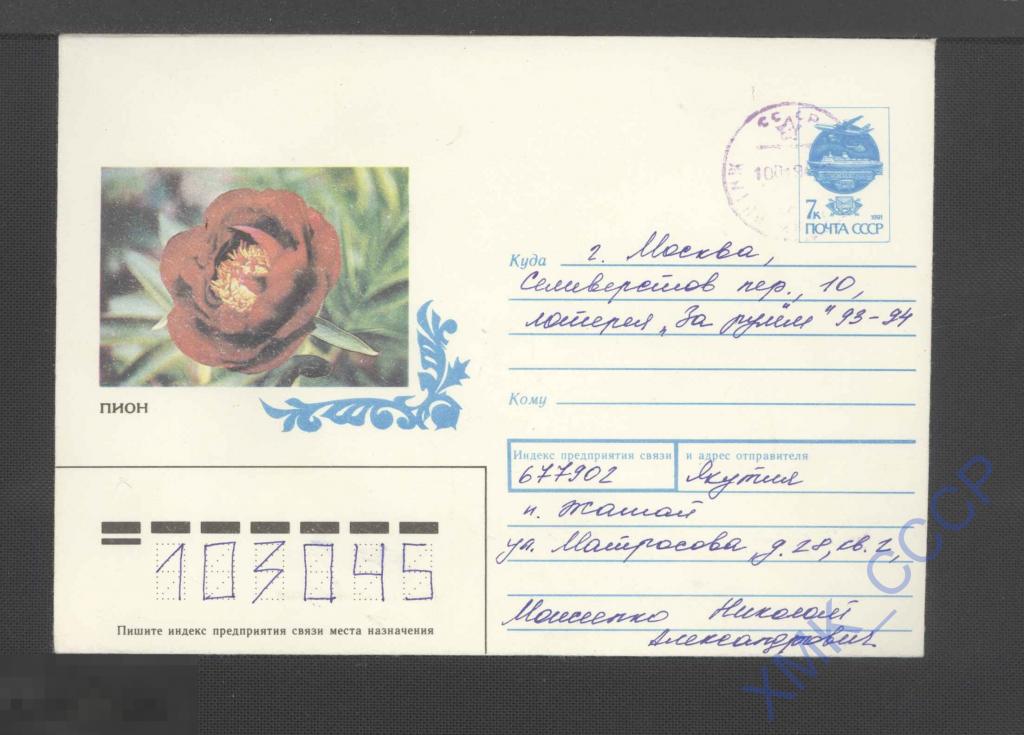 СССР
7к
1991
ПОЧТА СССР
ПИОН
Куда г. Москва,
Селиверстов пер., 10,
лотерея „За рулём" 93-94
Кому
Индекс предприятия связи и адрес отправителя
677902 Якутия
п. Жатай
ул. Матросова д. 28, кв. 2,
Моисеенко Николай
Александрович
103045
Пишите индекс предприятия связи места назначения
ХМК_СССР